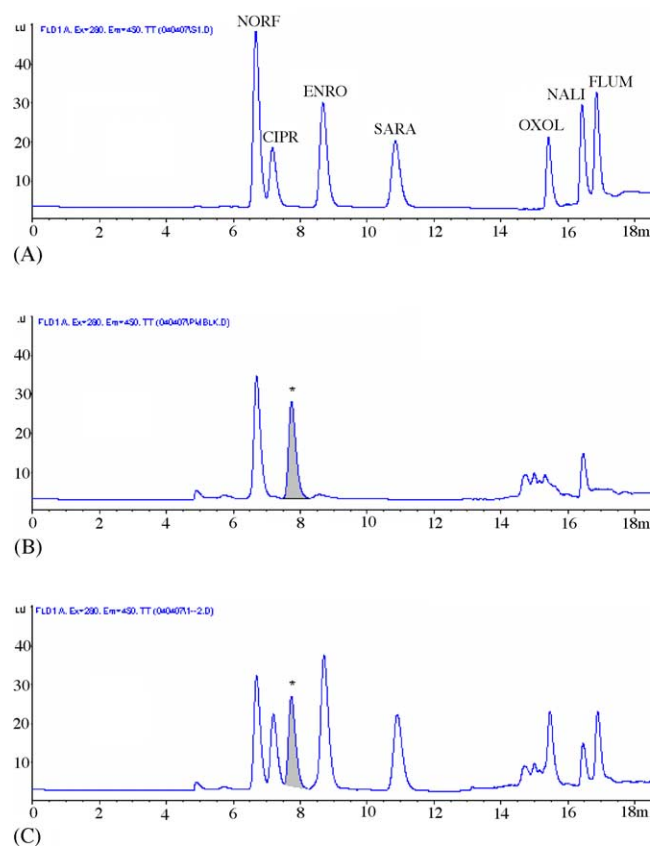 FLD1 A, Ex=280, Em=450, TT (040407\S1.D)
NORF
CIPR
ENRO
SARA
OXOL
NALI
FLUM
40
30
20
10
0 2 4 6 8 10 12 14 16 18m
(A)
FLD1 A, Ex=280, Em=450, TT (040407\PMBLK.D)
*
40
30
20
10
0 2 4 6 8 10 12 14 16 18m
(B)
FLD1 A, Ex=280, Em=450, TT (040407\1--2.D)
*
40
30
20
10
0
0 2 4 6 8 10 12 14 16 18m
(C)